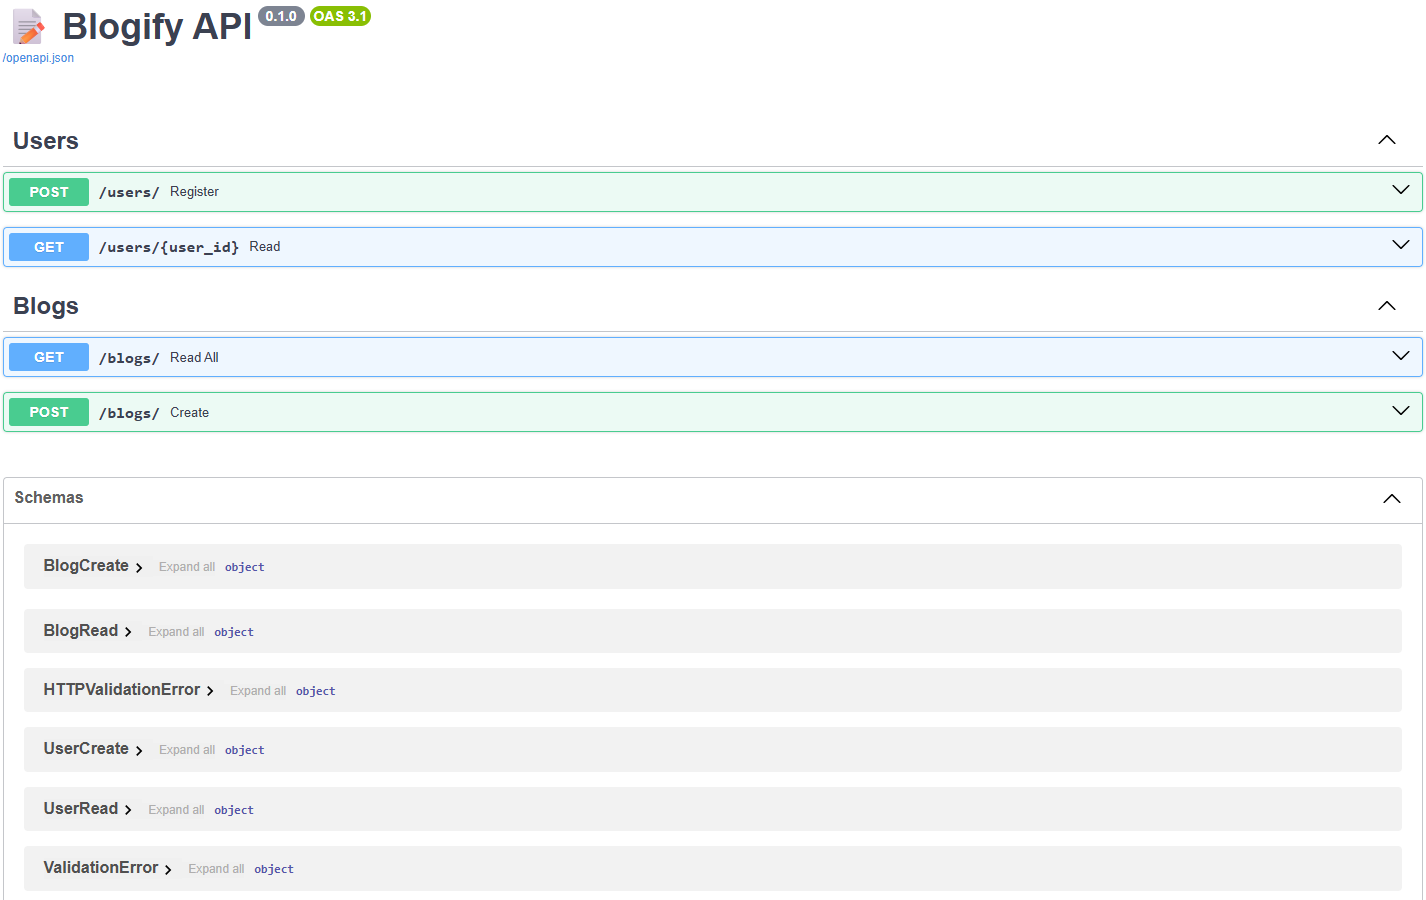 📝 Blogify API 0.1.0 OAS 3.1
/openapi.json
Users
POST /users/ Register
GET /users/{user_id} Read
Blogs
GET /blogs/ Read All
POST /blogs/ Create
Schemas
BlogCreate Expand all object
BlogRead Expand all object
HTTPValidationError Expand all object
UserCreate Expand all object
UserRead Expand all object
ValidationError Expand all object